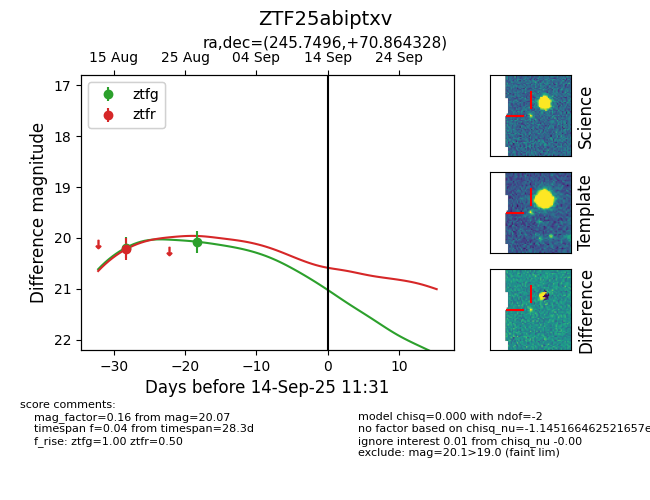 ZTF25abiptxv
ra,dec=(245.7496,+70.864328)
15 Aug 25 Aug 04 Sep 14 Sep 24 Sep
17
18
19
20
21
22
Difference magnitude
ztfg
ztfr
−30 −20 −10 0 10
Days before 14-Sep-25 11:31
Science
Template
Difference
score comments:
mag_factor=0.16 from mag=20.07
timespan f=0.04 from timespan=28.3d
f_rise: ztfg=1.00 ztfr=0.50
model chisq=0.000 with ndof=-2
no factor based on chisq_nu=-1.145166462521657e
ignore interest 0.01 from chisq_nu -0.00
exclude: mag=20.1>19.0 (faint lim)